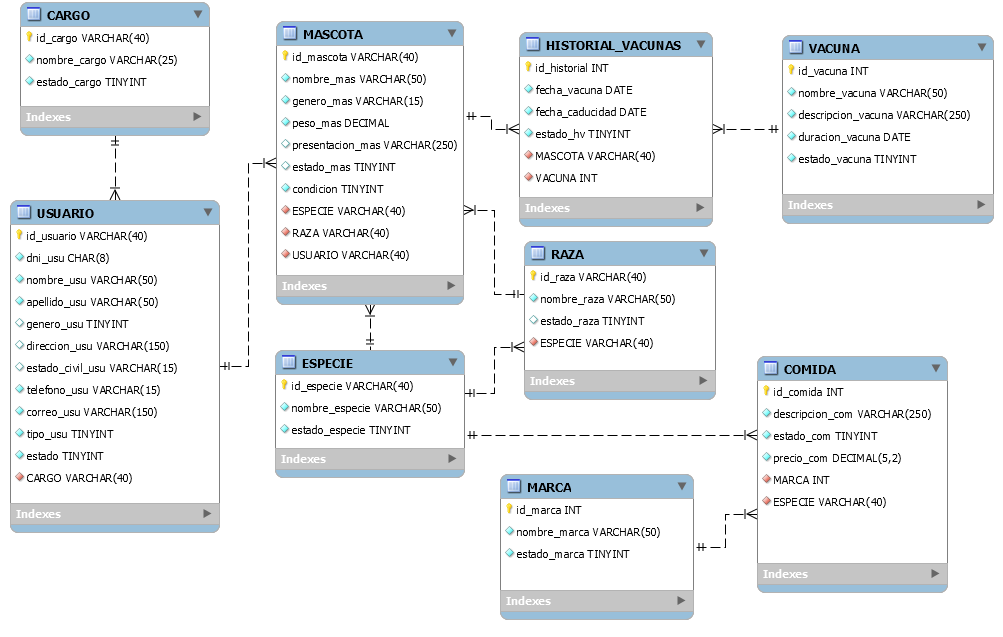 CARGO
id_cargo VARCHAR(40)
nombre_cargo VARCHAR(25)
estado_cargo TINYINT
Indexes
USUARIO
id_usuario VARCHAR(40)
dni_usu CHAR(8)
nombre_usu VARCHAR(50)
apellido_usu VARCHAR(50)
genero_usu TINYINT
direccion_usu VARCHAR(150)
estado_civil_usu VARCHAR(15)
telefono_usu VARCHAR(15)
correo_usu VARCHAR(150)
tipo_usu TINYINT
estado TINYINT
CARGO VARCHAR(40)
Indexes
MASCOTA
id_mascota VARCHAR(40)
nombre_mas VARCHAR(50)
genero_mas VARCHAR(15)
peso_mas DECIMAL
presentacion_mas VARCHAR(250)
estado_mas TINYINT
condicion TINYINT
ESPECIE VARCHAR(40)
RAZA VARCHAR(40)
USUARIO VARCHAR(40)
Indexes
ESPECIE
id_especie VARCHAR(40)
nombre_especie VARCHAR(50)
estado_especie TINYINT
Indexes
HISTORIAL_VACUNAS
id_historial INT
fecha_vacuna DATE
fecha_caducidad DATE
estado_hv TINYINT
MASCOTA VARCHAR(40)
VACUNA INT
Indexes
RAZA
id_raza VARCHAR(40)
nombre_raza VARCHAR(50)
estado_raza TINYINT
ESPECIE VARCHAR(40)
Indexes
MARCA
id_marca INT
nombre_marca VARCHAR(50)
estado_marca TINYINT
Indexes
VACUNA
id_vacuna INT
nombre_vacuna VARCHAR(50)
descripcion_vacuna VARCHAR(250)
duracion_vacuna DATE
estado_vacuna TINYINT
Indexes
COMIDA
id_comida INT
descripcion_com VARCHAR(250)
estado_com TINYINT
precio_com DECIMAL(5,2)
MARCA INT
ESPECIE VARCHAR(40)
Indexes